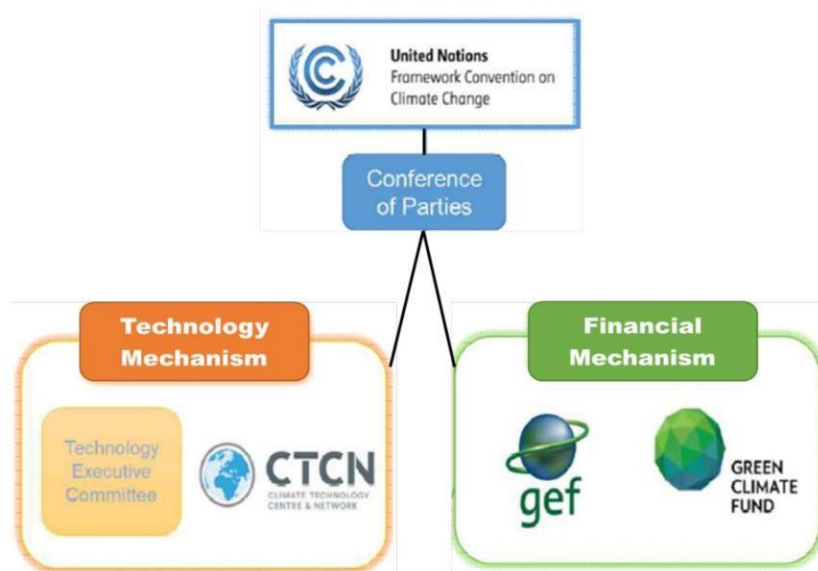 United Nations
Framework Convention on
Climate Change
Conference
of Parties
Technology
Mechanism
Technology
Executive
Committee
CTCN
CLIMATE TECHNOLOGY
CENTRE & NETWORK
Financial
Mechanism
gef
GREEN
CLIMATE
FUND